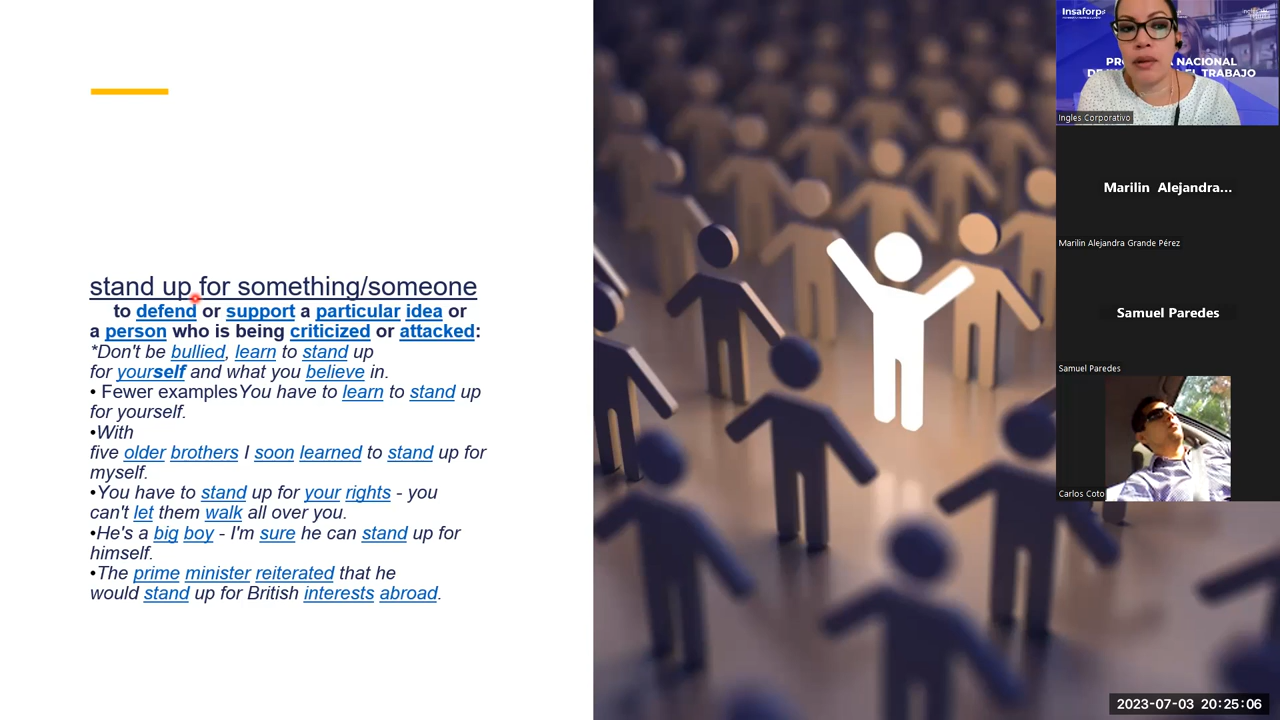 stand up for something/someone
to defend or support a particular idea or
a person who is being criticized or attacked:
*Don't be bullied, learn to stand up
for yourself and what you believe in.
• Fewer examplesYou have to learn to stand up
for yourself.
•With
five older brothers I soon learned to stand up for
myself.
•You have to stand up for your rights - you
can't let them walk all over you.
•He's a big boy - I'm sure he can stand up for
himself.
•The prime minister reiterated that he
would stand up for British interests abroad.
Insaforp
NACIONAL
EL TRABAJO
Ingles Corporativo
Marilin Alejandra...
Marilin Alejandra Grande Pérez
Samuel Paredes
Samuel Paredes
Carlos Coto
2023-07-03 20:25:06